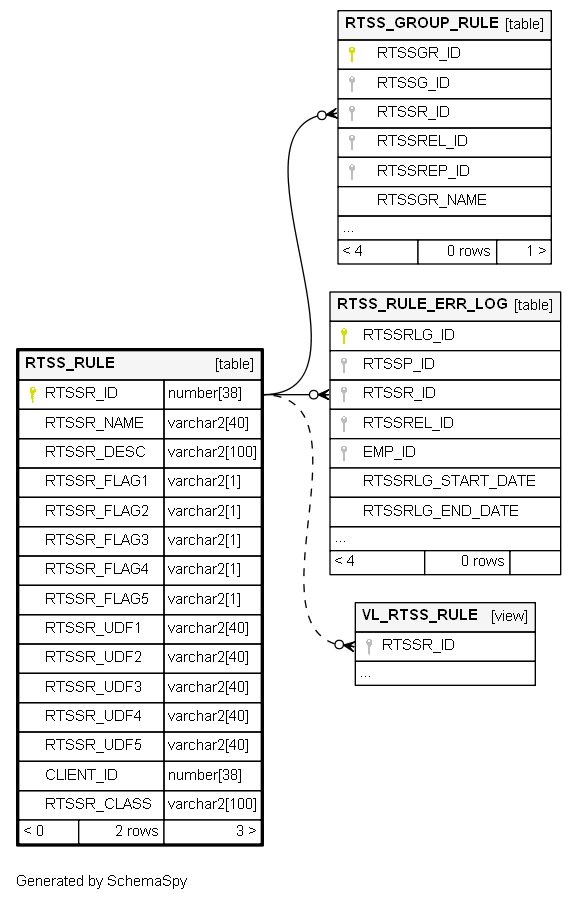 RTSS_GROUP_RULE [table]
RTSSGR_ID
RTSSG_ID
RTSSR_ID
RTSSREL_ID
RTSSREP_ID
RTSSGR_NAME
...
< 4 0 rows 1 >
RTSS_RULE_ERR_LOG [table]
RTSSRLG_ID
RTSSP_ID
RTSSR_ID
RTSSREL_ID
EMP_ID
RTSSRLG_START_DATE
RTSSRLG_END_DATE
...
< 4 0 rows
VL_RTSS_RULE [view]
RTSSR_ID
...
RTSS_RULE [table]
RTSSR_ID number[38]
RTSSR_NAME varchar2[40]
RTSSR_DESC varchar2[100]
RTSSR_FLAG1 varchar2[1]
RTSSR_FLAG2 varchar2[1]
RTSSR_FLAG3 varchar2[1]
RTSSR_FLAG4 varchar2[1]
RTSSR_FLAG5 varchar2[1]
RTSSR_UDF1 varchar2[40]
RTSSR_UDF2 varchar2[40]
RTSSR_UDF3 varchar2[40]
RTSSR_UDF4 varchar2[40]
RTSSR_UDF5 varchar2[40]
CLIENT_ID number[38]
RTSSR_CLASS varchar2[100]
< 0 2 rows 3 >
Generated by SchemaSpy